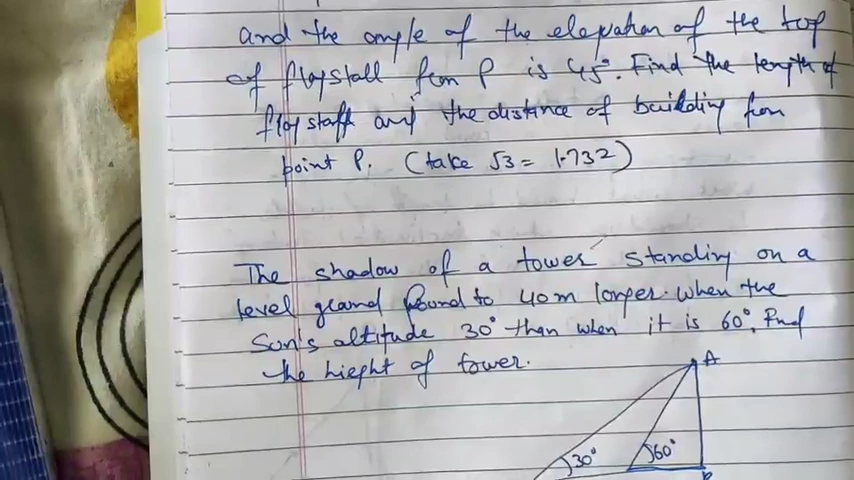 and the angle of the elevation of the top
of flagstall from P is 45°. Find the length of
flagstaff and the distance of building from
point P. (take √3 = 1.732)
The shadow of a tower standing on a
level ground found to 40m longer. when the
Sun's altitude 30° than when it is 60°. Find
the hieght of tower.
A
30° 60°